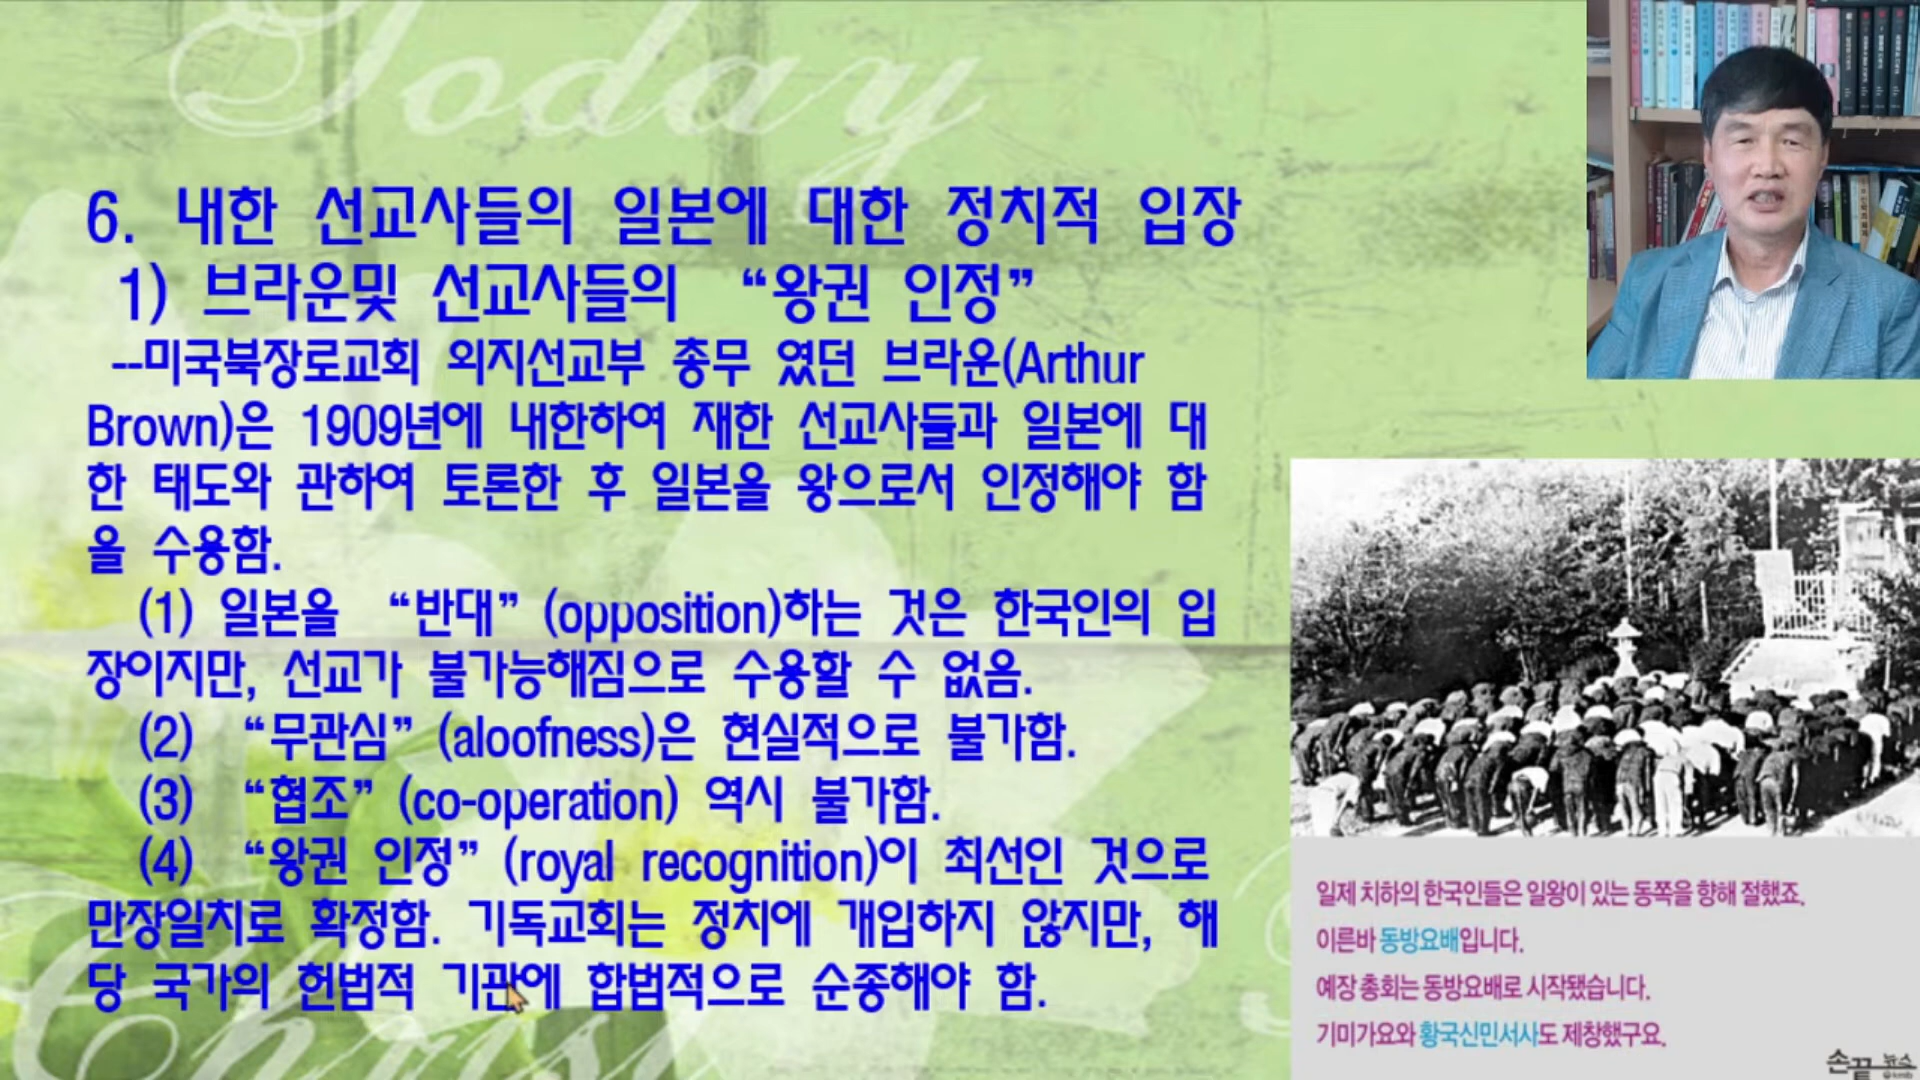 Today
6. 내한 선교사들의 일본에 대한 정치적 입장
1) 브라운및 선교사들의 “왕권 인정”
--미국북장로교회 외지선교부 총무 였던 브라운(Arthur
Brown)은 1909년에 내한하여 재한 선교사들과 일본에 대
한 태도와 관하여 토론한 후 일본을 왕으로서 인정해야 함
을 수용함.
(1) 일본을 “반대” (opposition)하는 것은 한국인의 입
장이지만, 선교가 불가능해짐으로 수용할 수 없음.
(2) “무관심” (aloofness)은 현실적으로 불가함.
(3) “협조” (co-operation) 역시 불가함.
(4) “왕권 인정” (royal recognition)이 최선인 것으로
만장일치로 확정함. 기독교회는 정치에 개입하지 않지만, 해
당 국가의 헌법적 기관에 합법적으로 순종해야 함.
일제 치하의 한국인들은 일왕이 있는 동쪽을 향해 절했죠.
이른바 동방요배입니다.
예장 총회는 동방요배로 시작됐습니다.
기미가요와 황국신민서사도 제창했구요.
손끝 뉴스